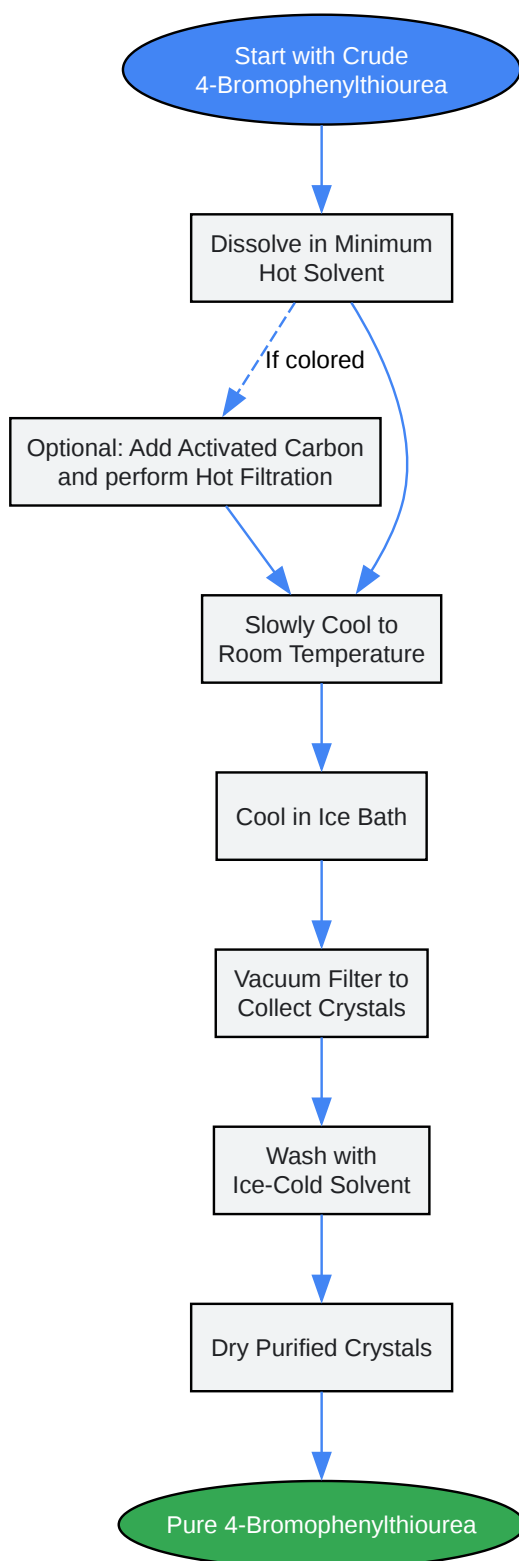 Start with Crude
4-Bromophenylthiourea
Dissolve in Minimum
Hot Solvent
If colored
Optional: Add Activated Carbon
and perform Hot Filtration
Slowly Cool to
Room Temperature
Cool in Ice Bath
Vacuum Filter to
Collect Crystals
Wash with
Ice-Cold Solvent
Dry Purified Crystals
Pure 4-Bromophenylthiourea